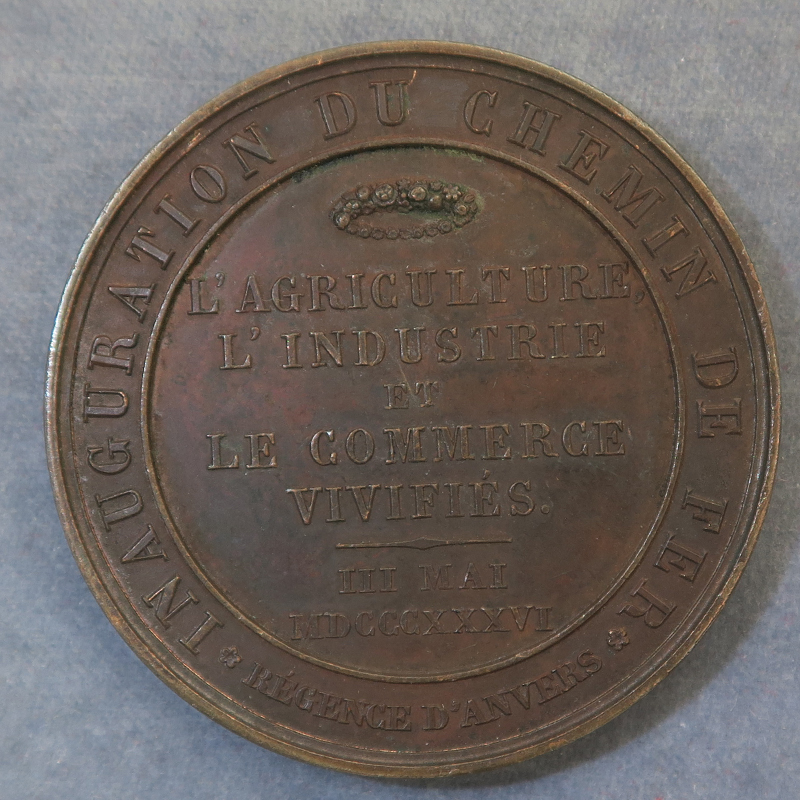 INAUGURATION DU CHEMIN DE FER
L'AGRICULTURE,
L'INDUSTRIE
ET
LE COMMERCE
VIVIFIÉS.
III MAI
MDCCCXXXVI
RÉGENCE D'ANVERS